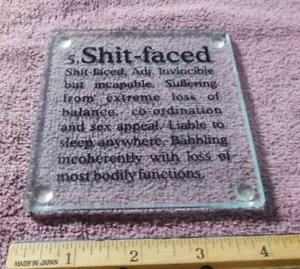 5. Shit-faced
Shit-faced, Adj. Invincible
but incapable. Suffering
from extreme loss of
balance, co-ordination
and sex appeal. Liable to
sleep anywhere. Babbling
incoherently with loss of
most bodily functions.
MADE IN JAPAN 1 2 3 4